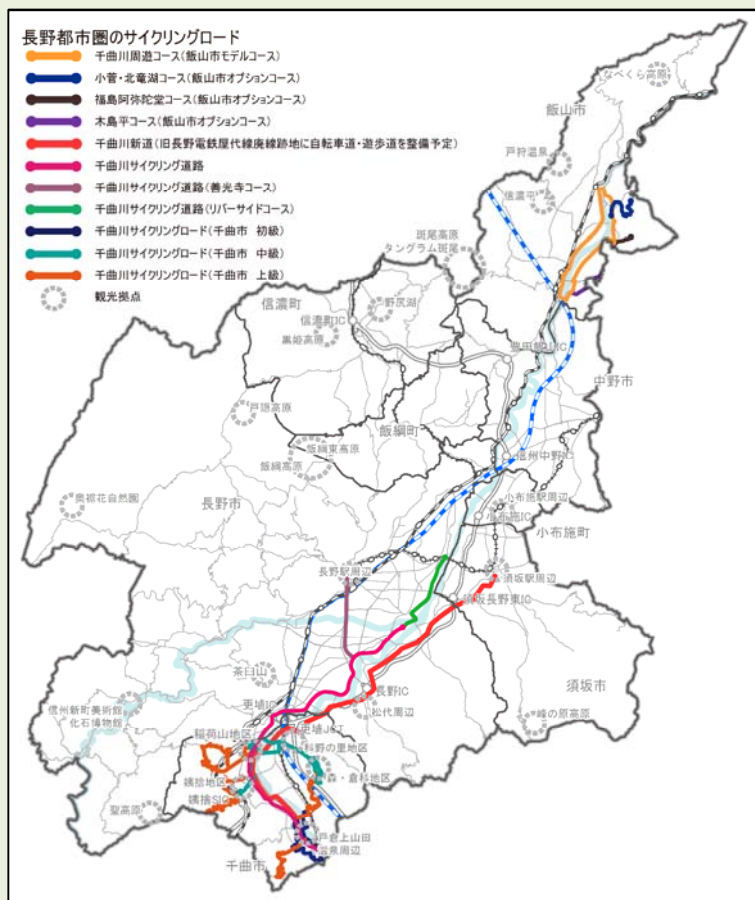 長野都市圏のサイクリングロード
千曲川周遊コース(飯山市モデルコース)
小菅・北竜湖コース(飯山市オプションコース)
福島阿弥陀堂コース(飯山市オプションコース)
木島平コース(飯山市オプションコース)
千曲川新道(旧長野電鉄屋代線廃線跡地に自転車道・遊歩道を整備予定)
千曲川サイクリング道路
千曲川サイクリング道路(善光寺コース)
千曲川サイクリング道路(リバーサイドコース)
千曲川サイクリングロード(千曲市 初級)
千曲川サイクリングロード(千曲市 中級)
千曲川サイクリングロード(千曲市 上級)
観光拠点
なべくら高原
飯山市
戸狩温泉
信濃平
斑尾高原
タングラム斑尾
信濃町
野尻湖
信濃町IC
黒姫高原
豊田飯山IC
中野市
戸隠高原
飯綱町
飯綱東高原
飯綱高原
信州中野IC
奥裾花自然園
長野市
小布施駅周辺
小布施IC
小布施町
長野駅周辺
須坂駅周辺
須坂長野東IC
茶臼山
長野IC
須坂市
信州新町美術館
化石博物館
松代周辺
更埴IC
峰の原高原
稲荷山地区
更埴JCT
科野の里地区
姨捨地区
森・倉科地区
姨捨SIC
聖高原
戸倉上山田
温泉周辺
千曲市